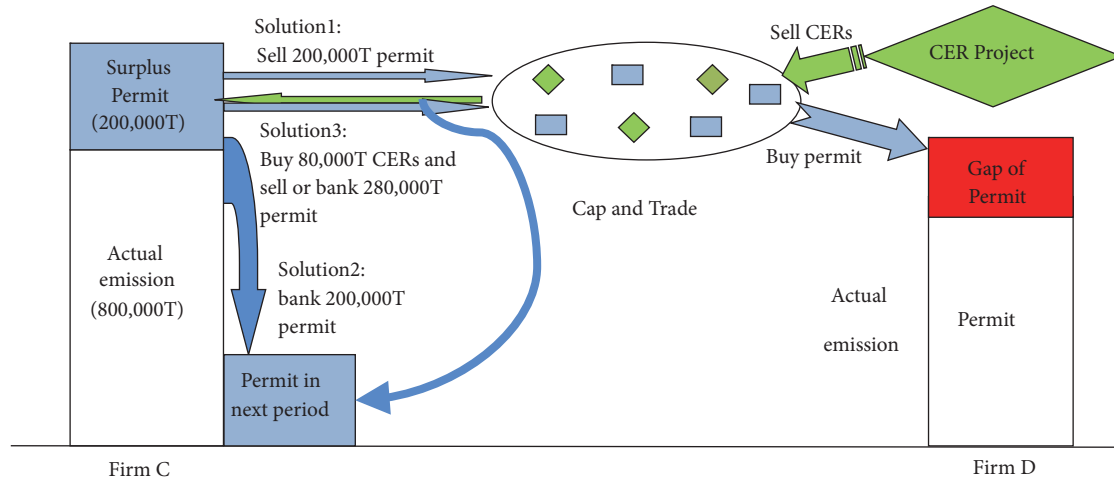 Solution1:
Sell 200,000T permit
Surplus
Permit
(200,000T)
Solution3:
Buy 80,000T CERs and
sell or bank 280,000T
permit
Actual
emission
(800,000T)
Solution2:
bank 200,000T
permit
Permit in
next period
Firm C
Cap and Trade
Sell CERs
CER Project
Buy permit
Gap of
Permit
Actual
emission
Permit
Firm D